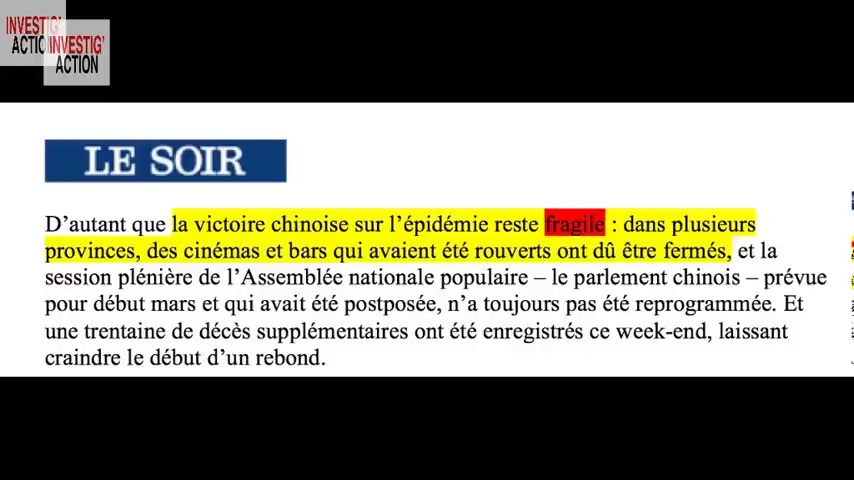 INVESTIG'
ACTION
INVESTIG'
ACTION
LE SOIR
D'autant que la victoire chinoise sur l'épidémie reste fragile : dans plusieurs
provinces, des cinémas et bars qui avaient été rouverts ont dû être fermés, et la
session plénière de l'Assemblée nationale populaire – le parlement chinois – prévue
pour début mars et qui avait été postposée, n'a toujours pas été reprogrammée. Et
une trentaine de décès supplémentaires ont été enregistrés ce week-end, laissant
craindre le début d'un rebond.